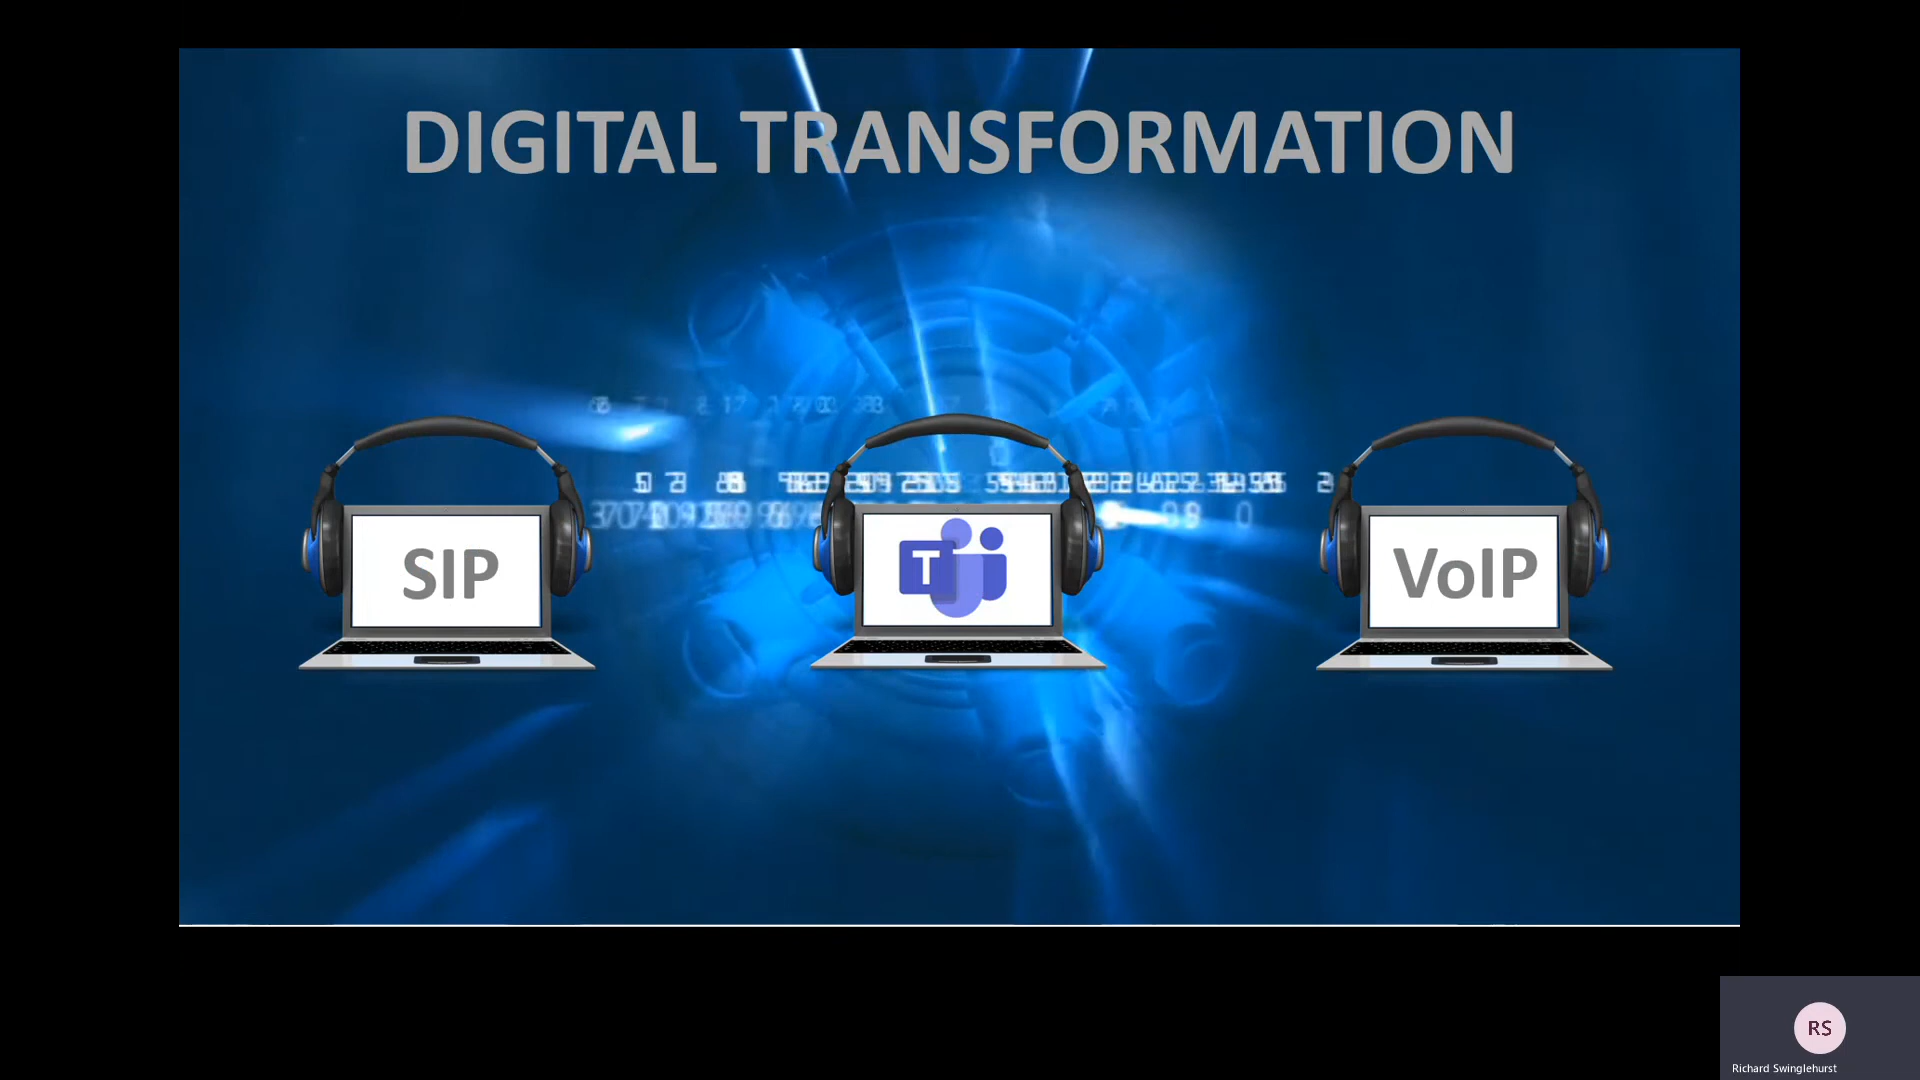 DIGITAL TRANSFORMATION
SIP
T
VoIP
RS
Richard Swinglehurst